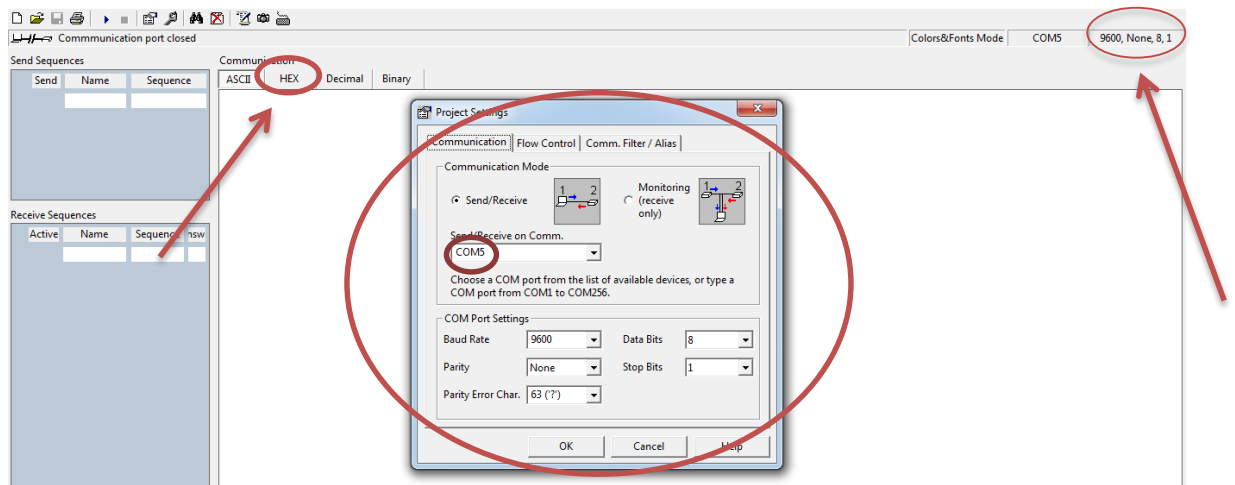 Commmunication port closed
Colors&Fonts Mode
COM5
9600, None, 8, 1
Send Sequences
Send Name Sequence
Receive Sequences
Active Name Sequence nsw
Communication
ASCII HEX Decimal Binary
Project Settings
Communication Flow Control Comm. Filter / Alias
Communication Mode
Send/Receive
1 2
Monitoring
(receive
only)
1 2
Send/Receive on Comm.
COM5
Choose a COM port from the list of available devices, or type a
COM port from COM1 to COM256.
COM Port Settings
Baud Rate 9600 Data Bits 8
Parity None Stop Bits 1
Parity Error Char. 63 ('?')
OK Cancel Help